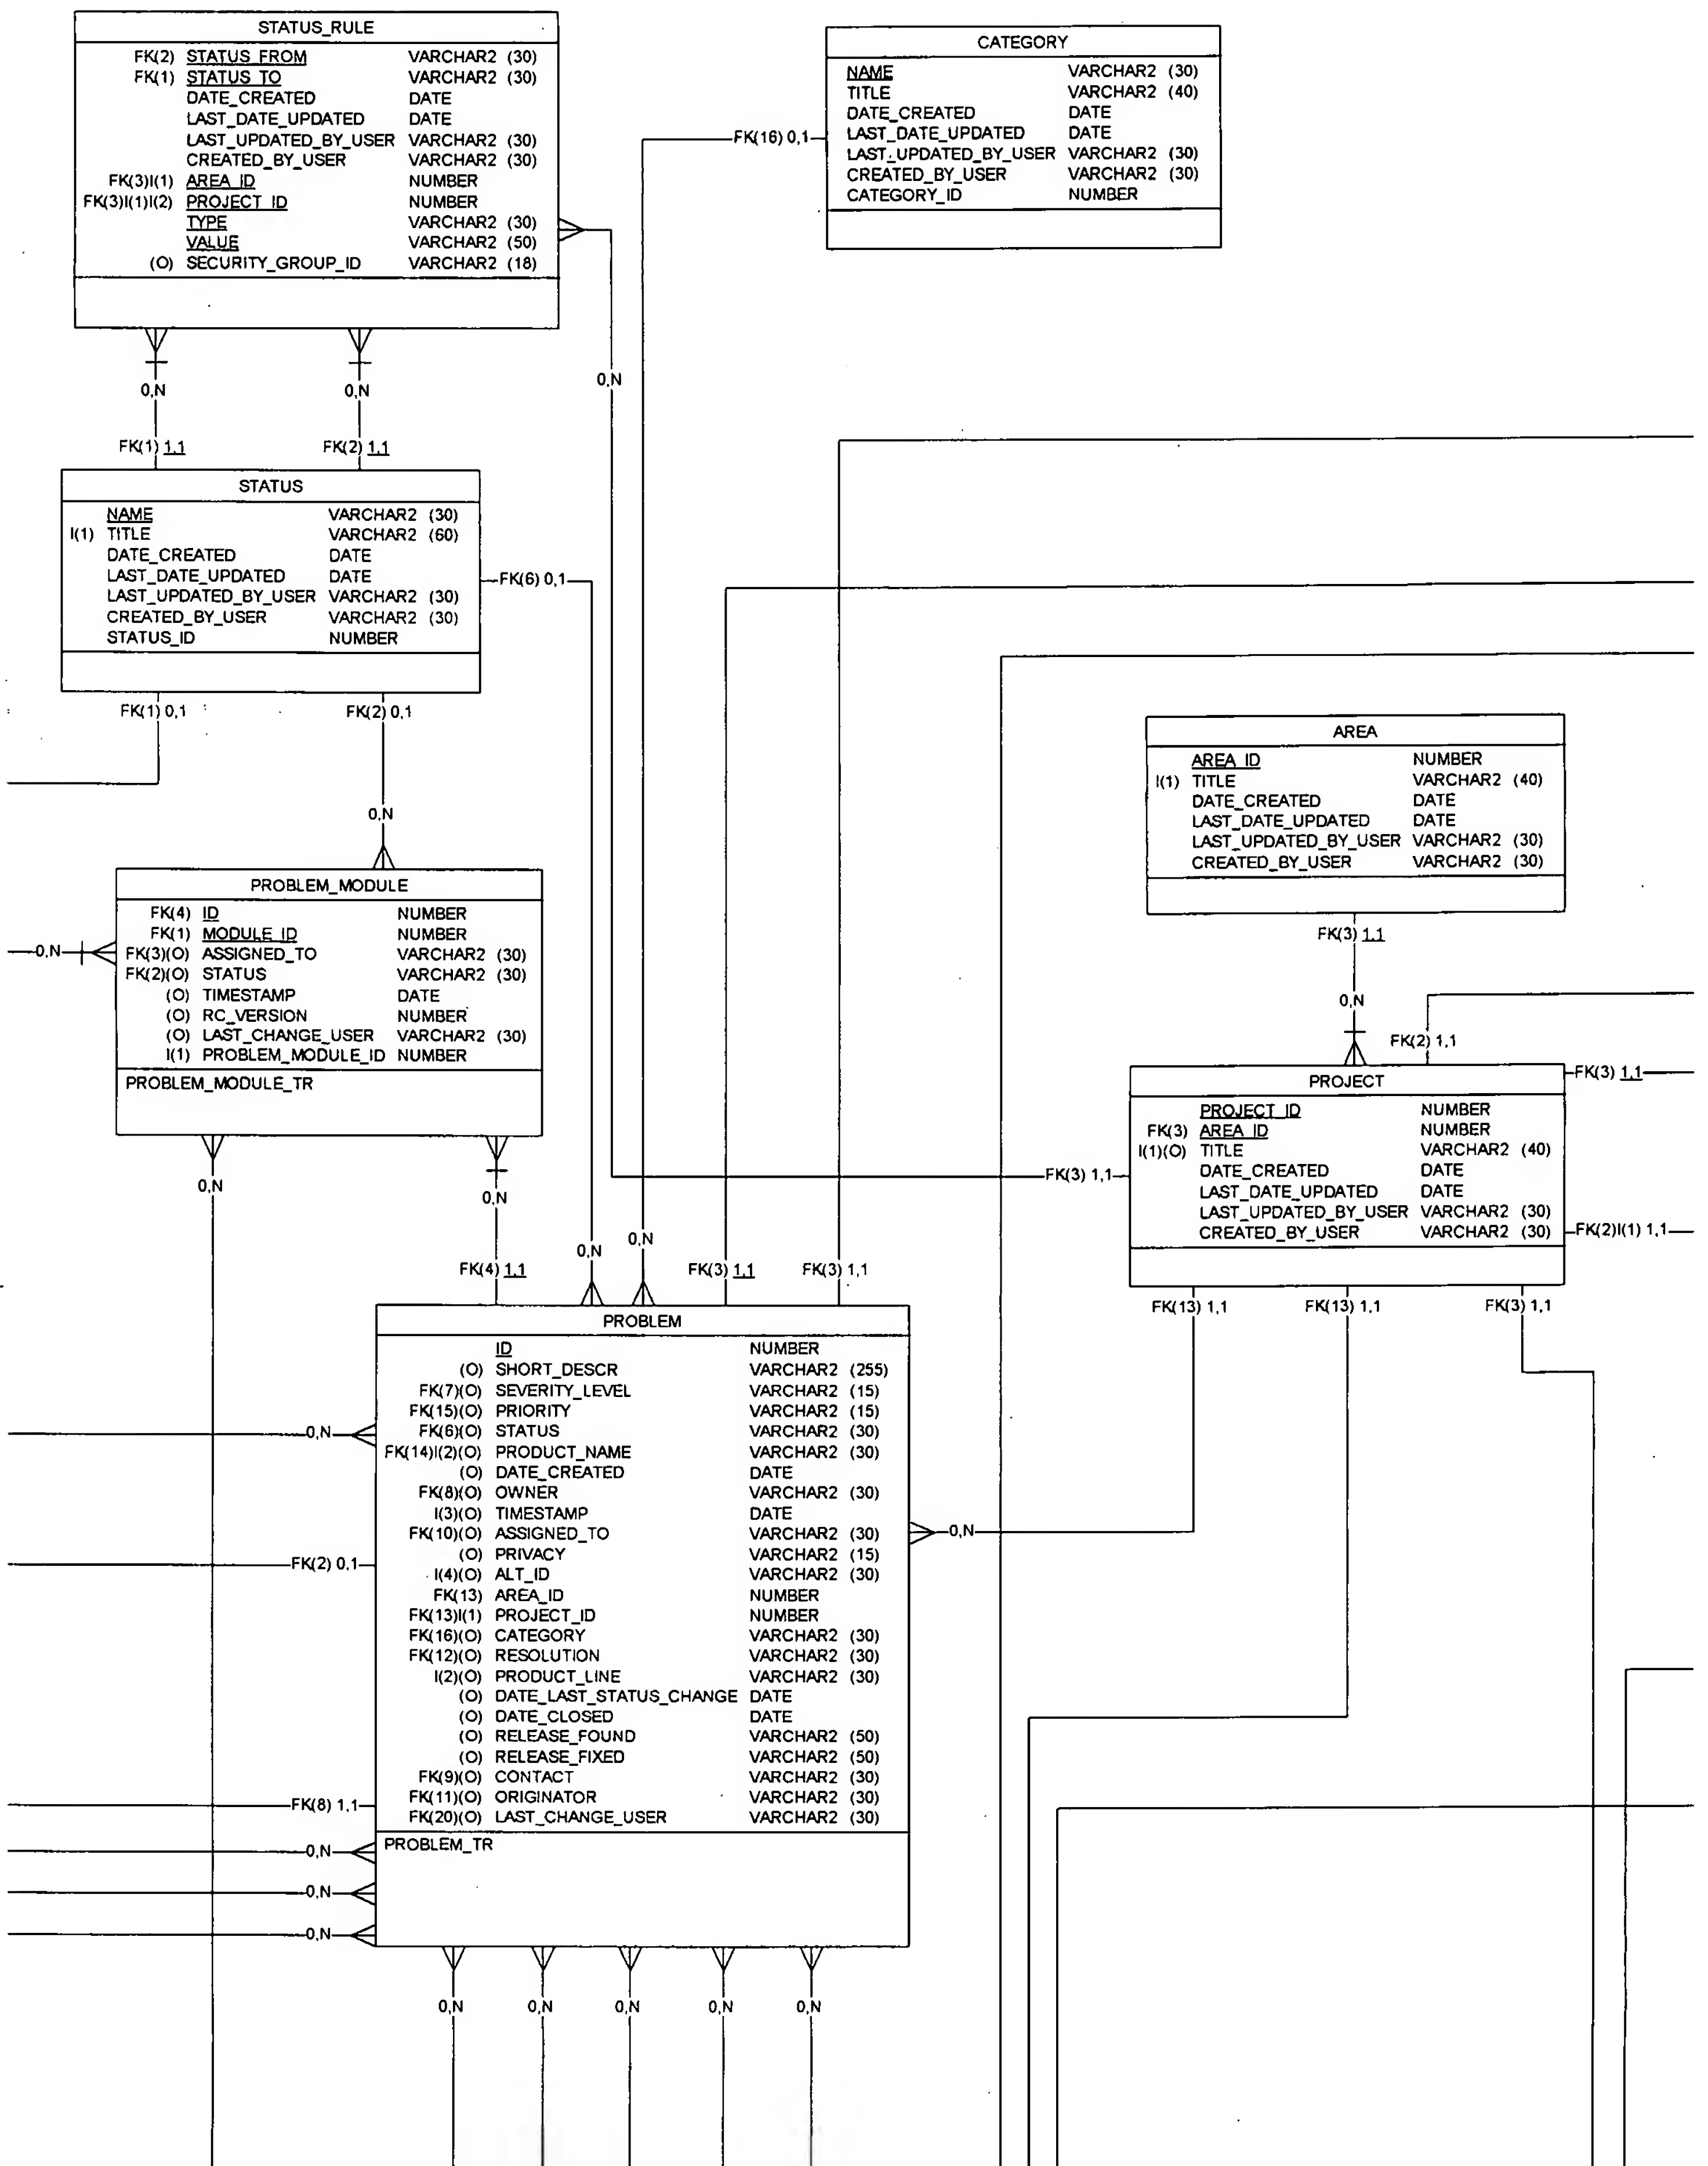 STATUS_RULE
FK(2) STATUS_FROM VARCHAR2 (30)
FK(1) STATUS_TO VARCHAR2 (30)
DATE_CREATED DATE
LAST_DATE_UPDATED DATE
LAST_UPDATED_BY_USER VARCHAR2 (30)
CREATED_BY_USER VARCHAR2 (30)
FK(3)I(1) AREA_ID NUMBER
FK(3)I(1)I(2) PROJECT_ID NUMBER
TYPE VARCHAR2 (30)
VALUE VARCHAR2 (50)
(O) SECURITY_GROUP_ID VARCHAR2 (18)
CATEGORY
NAME VARCHAR2 (30)
TITLE VARCHAR2 (40)
DATE_CREATED DATE
LAST_DATE_UPDATED DATE
LAST_UPDATED_BY_USER VARCHAR2 (30)
CREATED_BY_USER VARCHAR2 (30)
CATEGORY_ID NUMBER
FK(16) 0,1
0,N
0,N
0,N
FK(1) 1,1
FK(2) 1,1
STATUS
NAME VARCHAR2 (30)
I(1) TITLE VARCHAR2 (60)
DATE_CREATED DATE
LAST_DATE_UPDATED DATE
LAST_UPDATED_BY_USER VARCHAR2 (30)
CREATED_BY_USER VARCHAR2 (30)
STATUS_ID NUMBER
FK(6) 0,1
FK(1) 0,1
FK(2) 0,1
0,N
AREA
AREA_ID NUMBER
I(1) TITLE VARCHAR2 (40)
DATE_CREATED DATE
LAST_DATE_UPDATED DATE
LAST_UPDATED_BY_USER VARCHAR2 (30)
CREATED_BY_USER VARCHAR2 (30)
FK(3) 1,1
0,N
FK(2) 1,1
PROBLEM_MODULE
FK(4) ID NUMBER
FK(1) MODULE_ID NUMBER
FK(3)(O) ASSIGNED_TO VARCHAR2 (30)
FK(2)(O) STATUS VARCHAR2 (30)
(O) TIMESTAMP DATE
(O) RC_VERSION NUMBER
(O) LAST_CHANGE_USER VARCHAR2 (30)
I(1) PROBLEM_MODULE_ID NUMBER
PROBLEM_MODULE_TR
0,N
PROJECT
PROJECT_ID NUMBER
FK(3) AREA_ID NUMBER
I(1)(O) TITLE VARCHAR2 (40)
DATE_CREATED DATE
LAST_DATE_UPDATED DATE
LAST_UPDATED_BY_USER VARCHAR2 (30)
CREATED_BY_USER VARCHAR2 (30)
FK(3) 1,1
FK(3) 1,1
FK(2)I(1) 1,1
FK(13) 1,1
FK(13) 1,1
FK(3) 1,1
0,N
0,N
0,N
0,N
FK(4) 1,1
FK(3) 1,1
FK(3) 1,1
PROBLEM
ID NUMBER
(O) SHORT_DESCR VARCHAR2 (255)
FK(7)(O) SEVERITY_LEVEL VARCHAR2 (15)
FK(15)(O) PRIORITY VARCHAR2 (15)
FK(6)(O) STATUS VARCHAR2 (30)
FK(14)I(2)(O) PRODUCT_NAME VARCHAR2 (30)
(O) DATE_CREATED DATE
FK(8)(O) OWNER VARCHAR2 (30)
I(3)(O) TIMESTAMP DATE
FK(10)(O) ASSIGNED_TO VARCHAR2 (30)
(O) PRIVACY VARCHAR2 (15)
I(4)(O) ALT_ID VARCHAR2 (30)
FK(13) AREA_ID NUMBER
FK(13)I(1) PROJECT_ID NUMBER
FK(16)(O) CATEGORY VARCHAR2 (30)
FK(12)(O) RESOLUTION VARCHAR2 (30)
I(2)(O) PRODUCT_LINE VARCHAR2 (30)
(O) DATE_LAST_STATUS_CHANGE DATE
(O) DATE_CLOSED DATE
(O) RELEASE_FOUND VARCHAR2 (50)
(O) RELEASE_FIXED VARCHAR2 (50)
FK(9)(O) CONTACT VARCHAR2 (30)
FK(11)(O) ORIGINATOR VARCHAR2 (30)
FK(20)(O) LAST_CHANGE_USER VARCHAR2 (30)
PROBLEM_TR
0,N
0,N
FK(2) 0,1
FK(8) 1,1
0,N
0,N
0,N
0,N
0,N
0,N
0,N
0,N